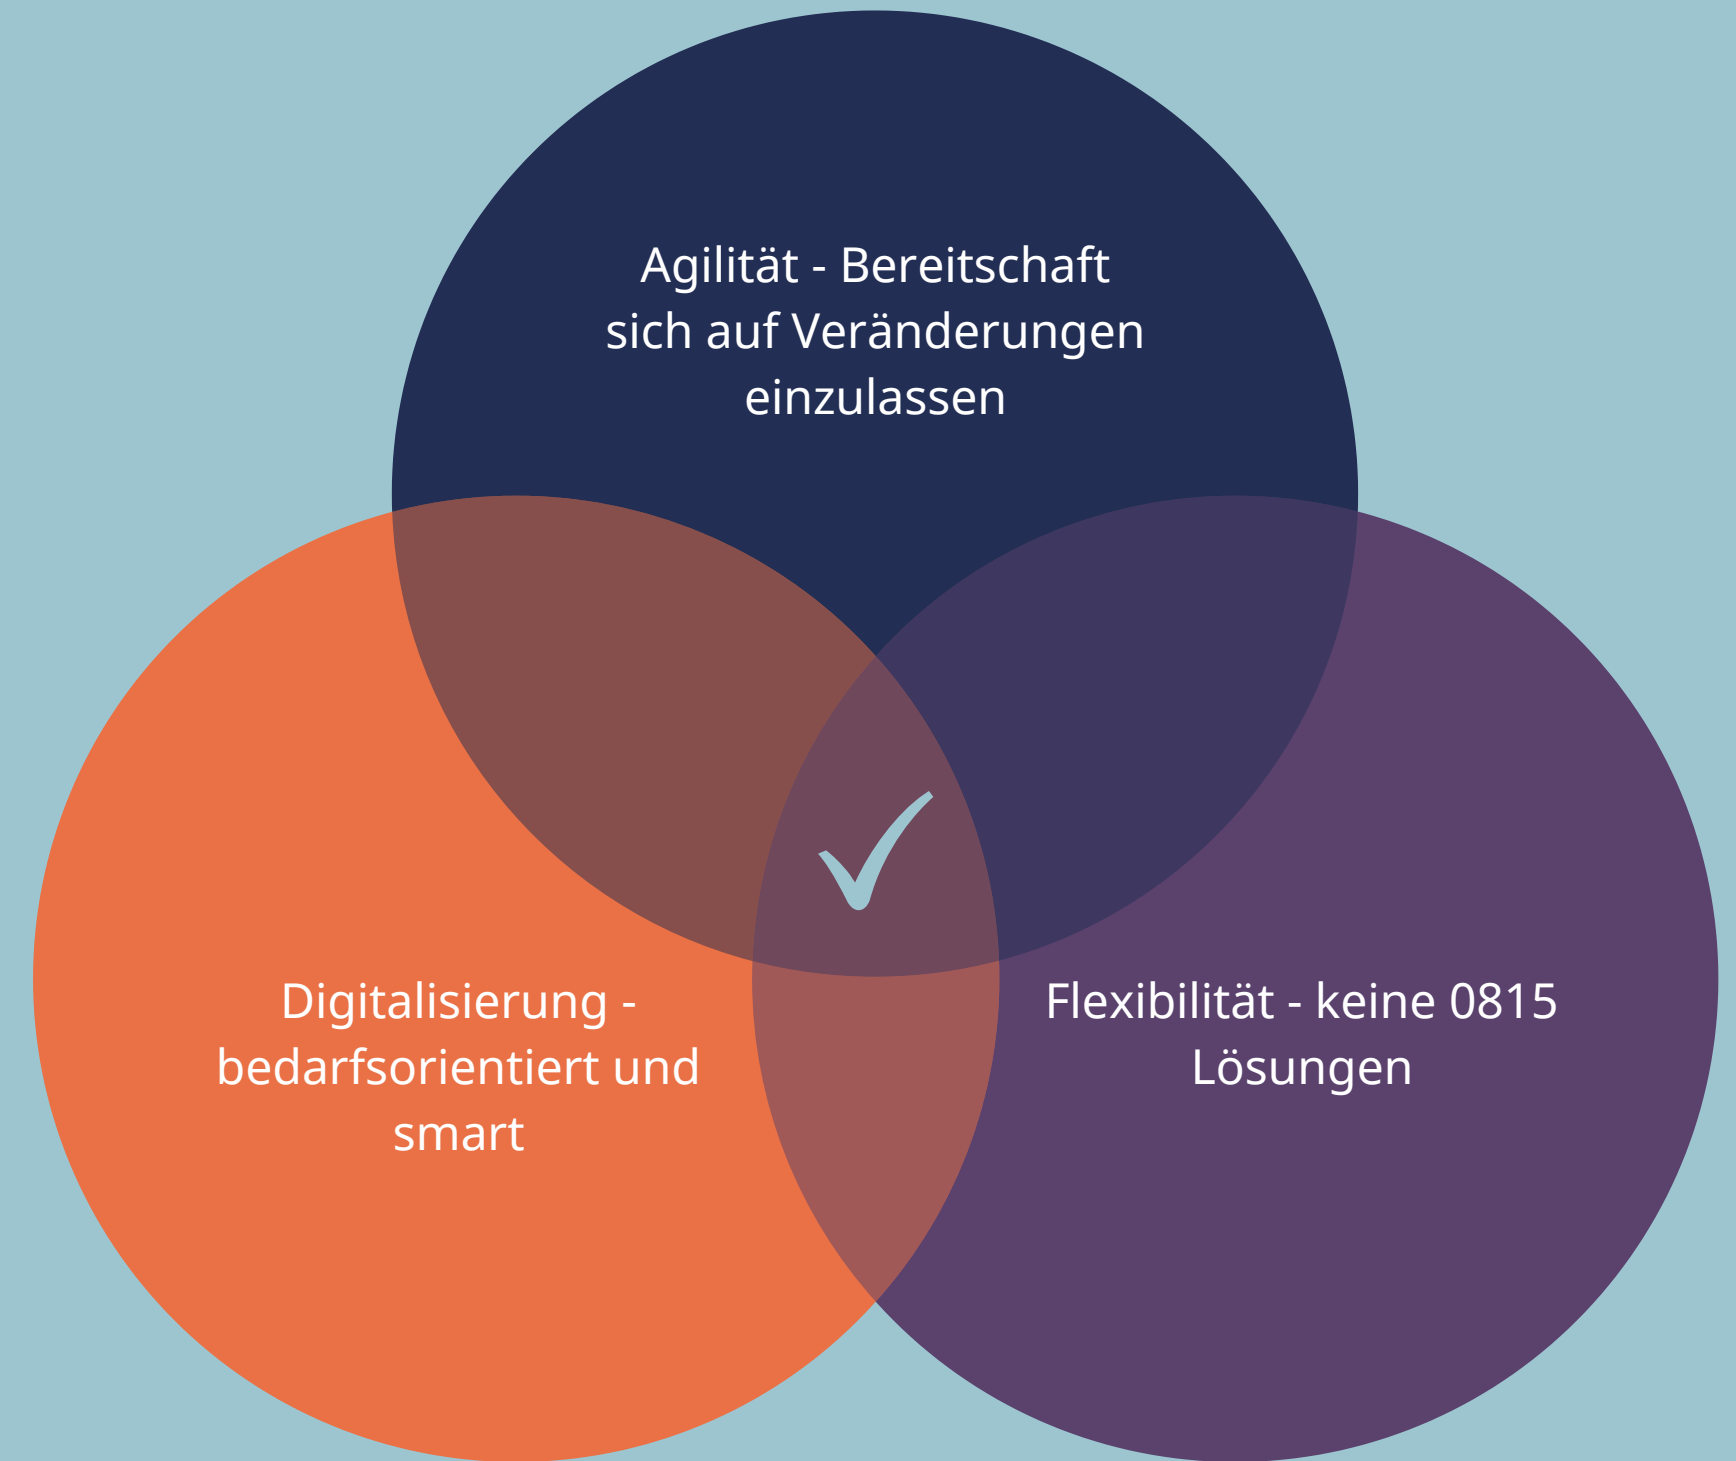 Agilität - Bereitschaft
sich auf Veränderungen
einzulassen
Digitalisierung -
bedarfsorientiert und
smart
Flexibilität - keine 0815
Lösungen